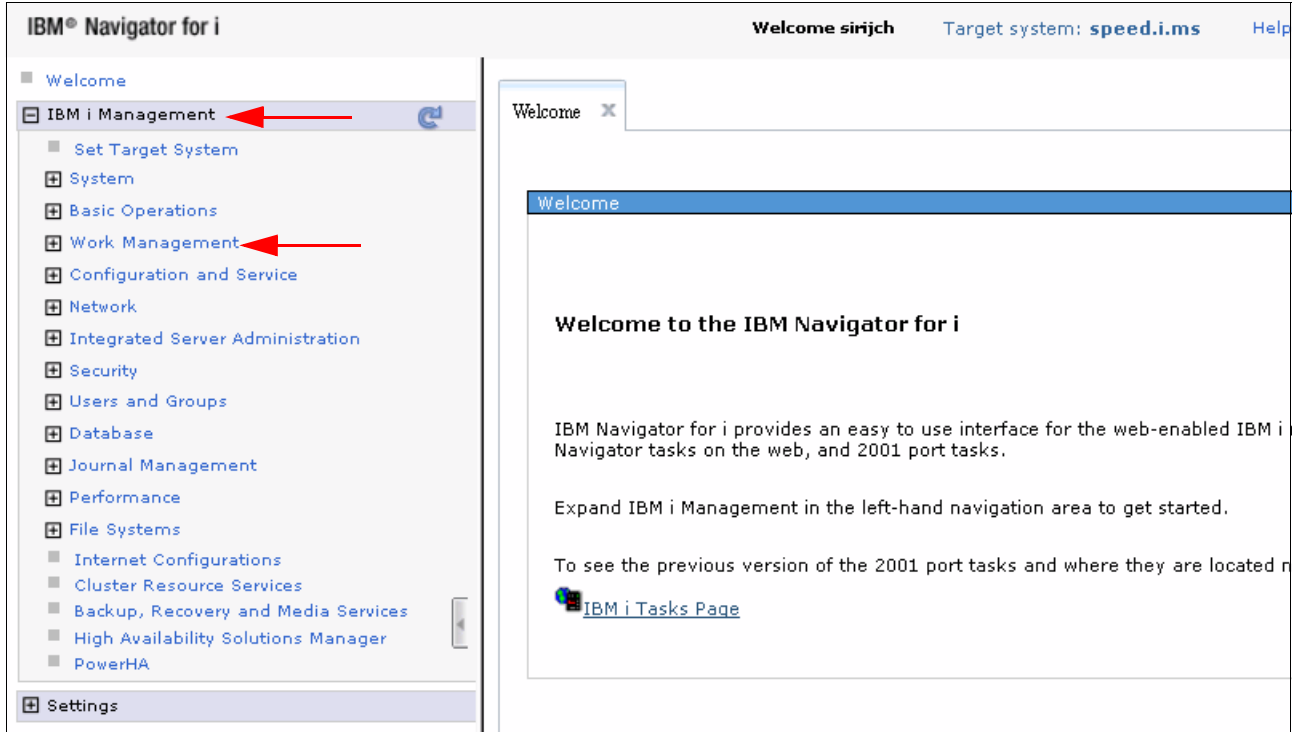 IBM® Navigator for i
Welcome sirijch
Target system: speed.i.ms
Help
Welcome
IBM i Management
Set Target System
System
Basic Operations
Work Management
Configuration and Service
Network
Integrated Server Administration
Security
Users and Groups
Database
Journal Management
Performance
File Systems
Internet Configurations
Cluster Resource Services
Backup, Recovery and Media Services
High Availability Solutions Manager
PowerHA
Settings
Welcome
Welcome
Welcome to the IBM Navigator for i
IBM Navigator for i provides an easy to use interface for the web-enabled IBM i
Navigator tasks on the web, and 2001 port tasks.
Expand IBM i Management in the left-hand navigation area to get started.
To see the previous version of the 2001 port tasks and where they are located
IBM i Tasks Page